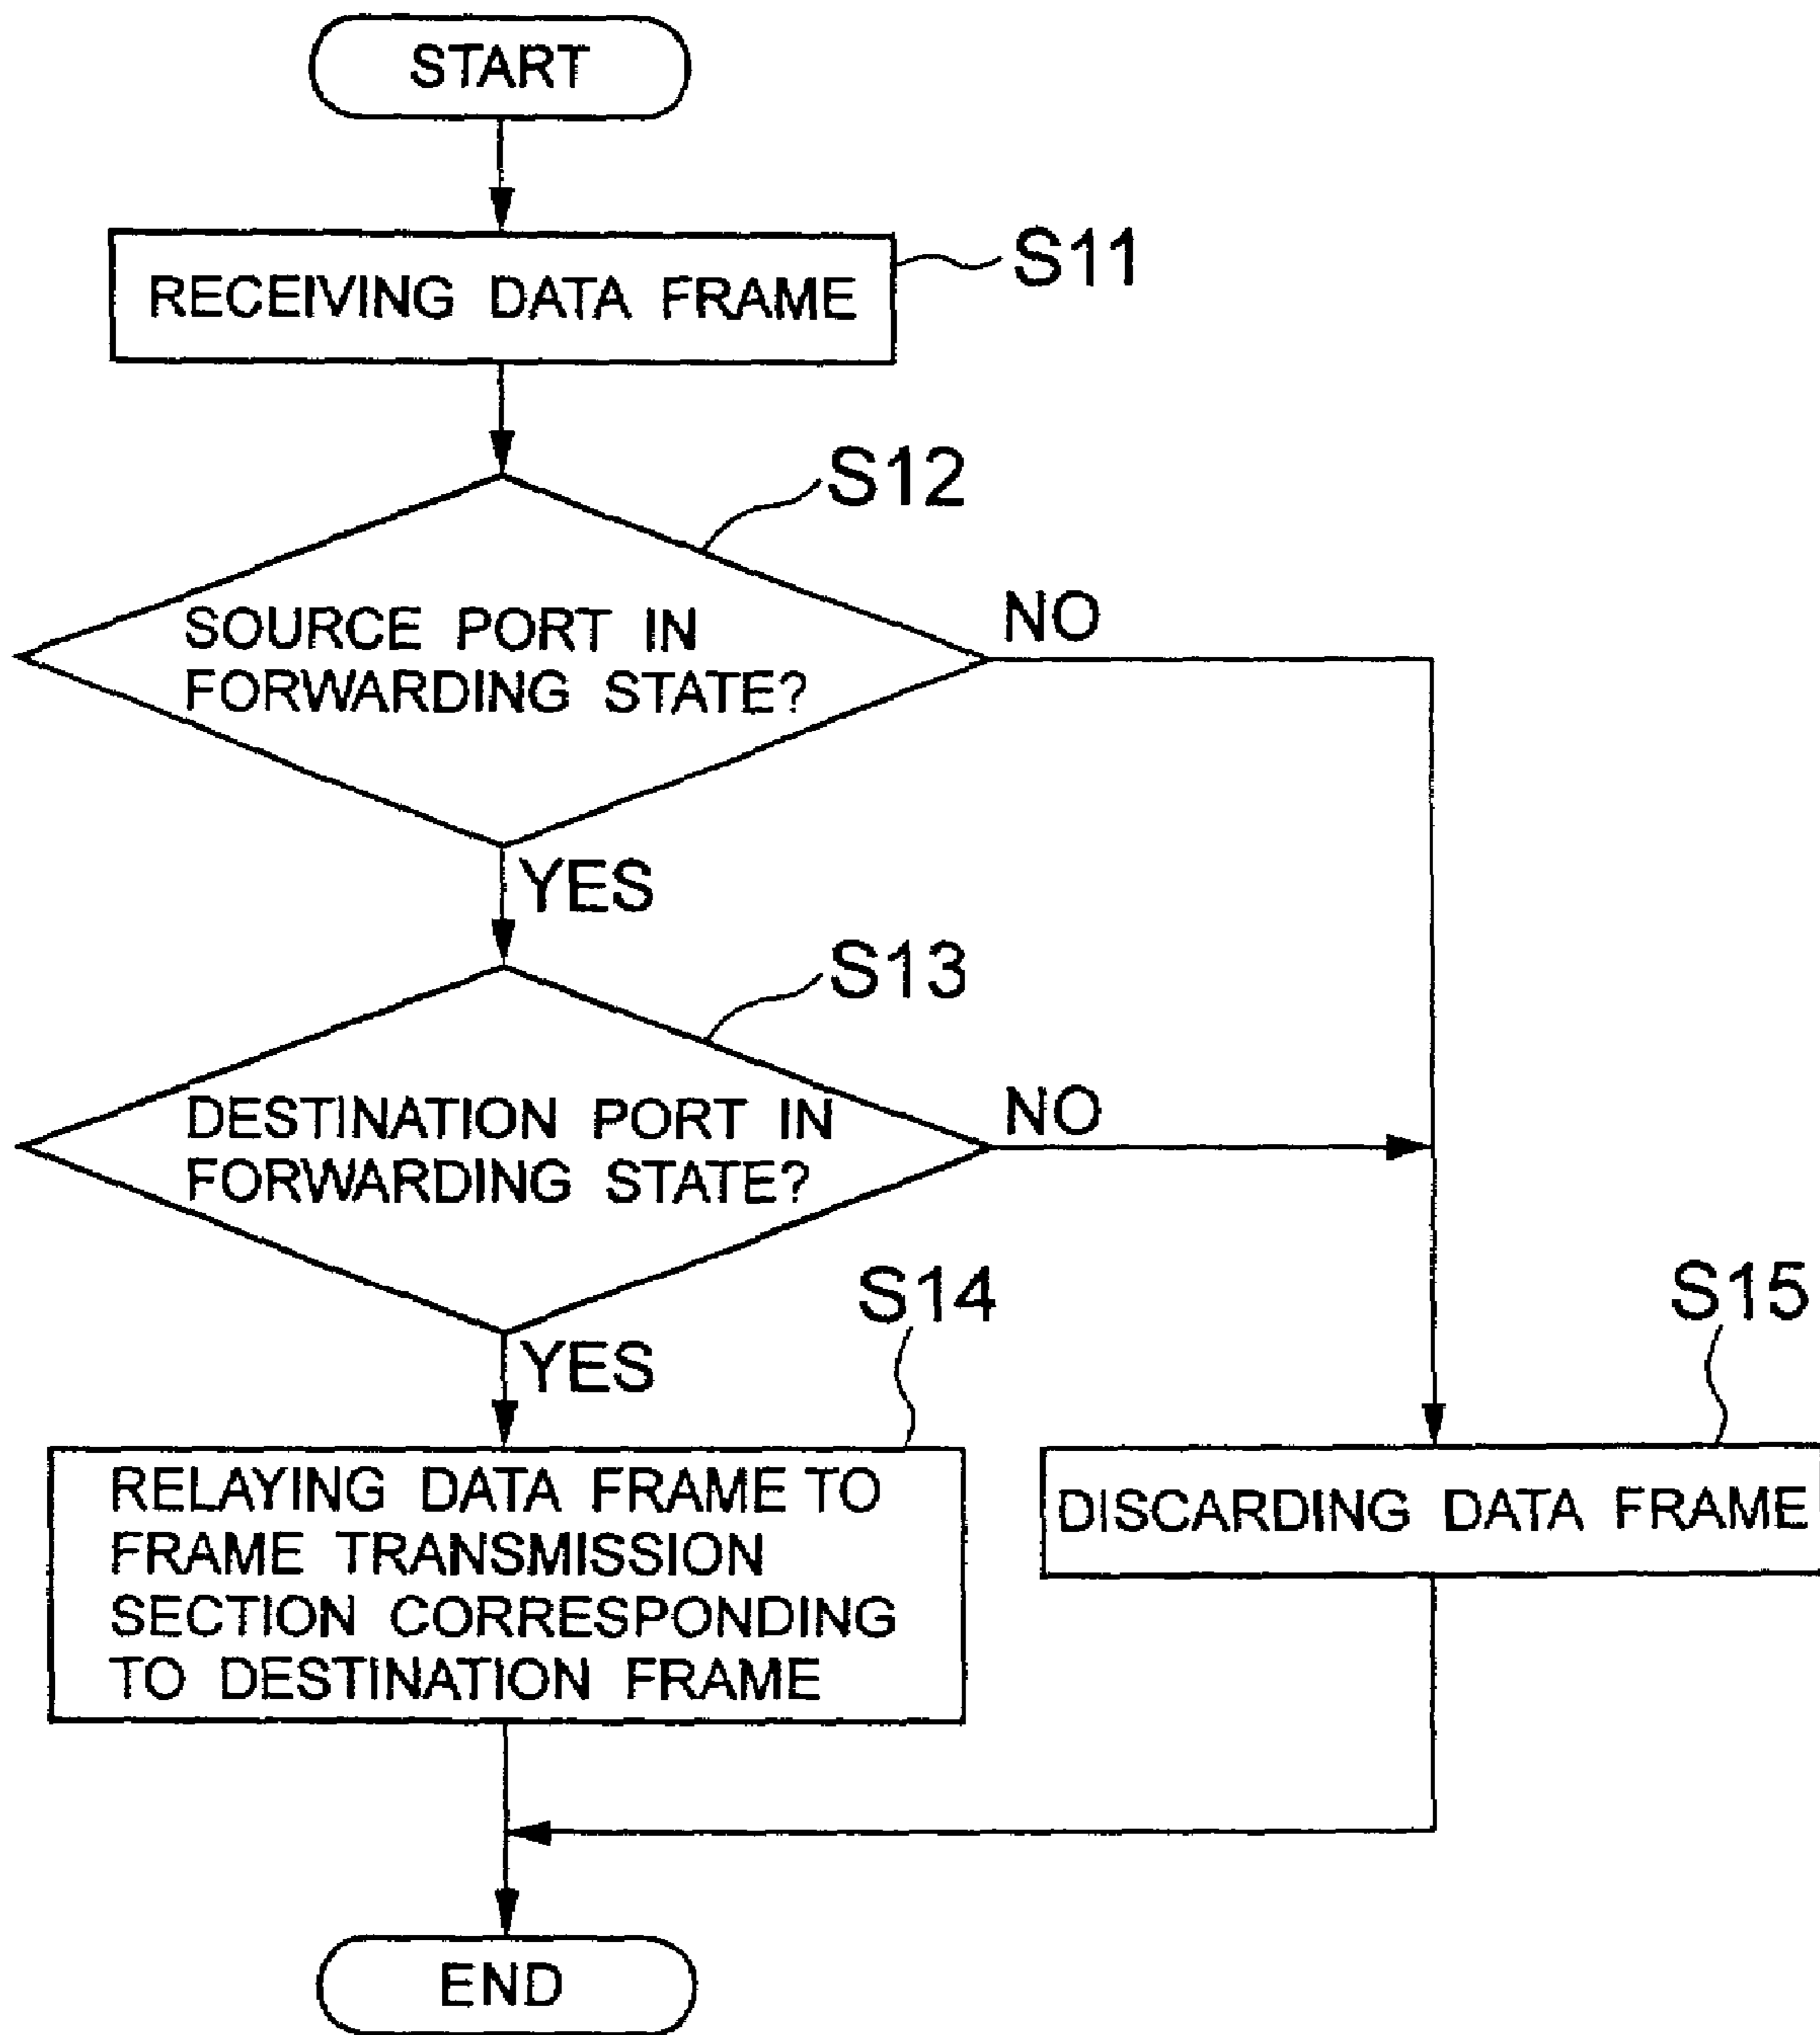 START
RECEIVING DATA FRAME
S11
S12
SOURCE PORT IN
FORWARDING STATE?
NO
YES
S13
DESTINATION PORT IN
FORWARDING STATE?
NO
YES
S14
RELAYING DATA FRAME TO
FRAME TRANSMISSION
SECTION CORRESPONDING
TO DESTINATION FRAME
S15
DISCARDING DATA FRAME
END